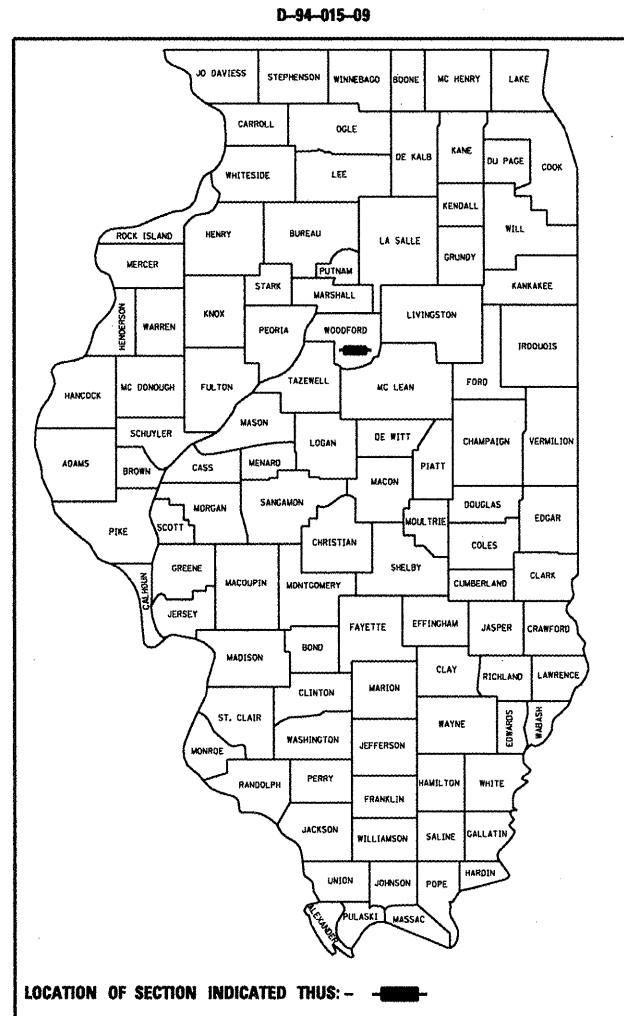 D-94-015-09
JO DAVIESS STEPHENSON WINNEBAGO BOONE MC HENRY LAKE
CARROLL OGLE DE KALB KANE DU PAGE COOK
WHITESIDE LEE
KENDALL
ROCK ISLAND HENRY BUREAU LA SALLE WILL
MERCER PUTNAM GRUNDY
STARK MARSHALL KANKAKEE
HENDERSON WARREN KNOX PEORIA WOODFORD LIVINGSTON
IRDQUOIS
HANCOCK MC DONOUGH FULTON TAZEWELL MC LEAN FORD
SCHUYLER MASON LOGAN DE WITT CHAMPAIGN VERMILION
ADAMS BROWN CASS MENARD PIATT
MACON
PIKE SCOTT MORGAN SANGAMON MOULTRIE DOUGLAS EDGAR
CHRISTIAN COLES
CALHOUN GREENE MACOUPIN MONTGOMERY SHELBY CUMBERLAND CLARK
JERSEY
MADISON BOND FAYETTE EFFINGHAM JASPER CRAWFORD
CLINTON MARION CLAY RICHLAND LAWRENCE
ST. CLAIR WAYNE EDWARDS WABASH
WASHINGTON JEFFERSON
MONROE
RANDOLPH PERRY HAMILTON WHITE
FRANKLIN
JACKSON WILLIAMSON SALINE GALLATIN
UNION JOHNSON POPE HARDIN
ALEXANDER PULASKI MASSAC
LOCATION OF SECTION INDICATED THUS: -